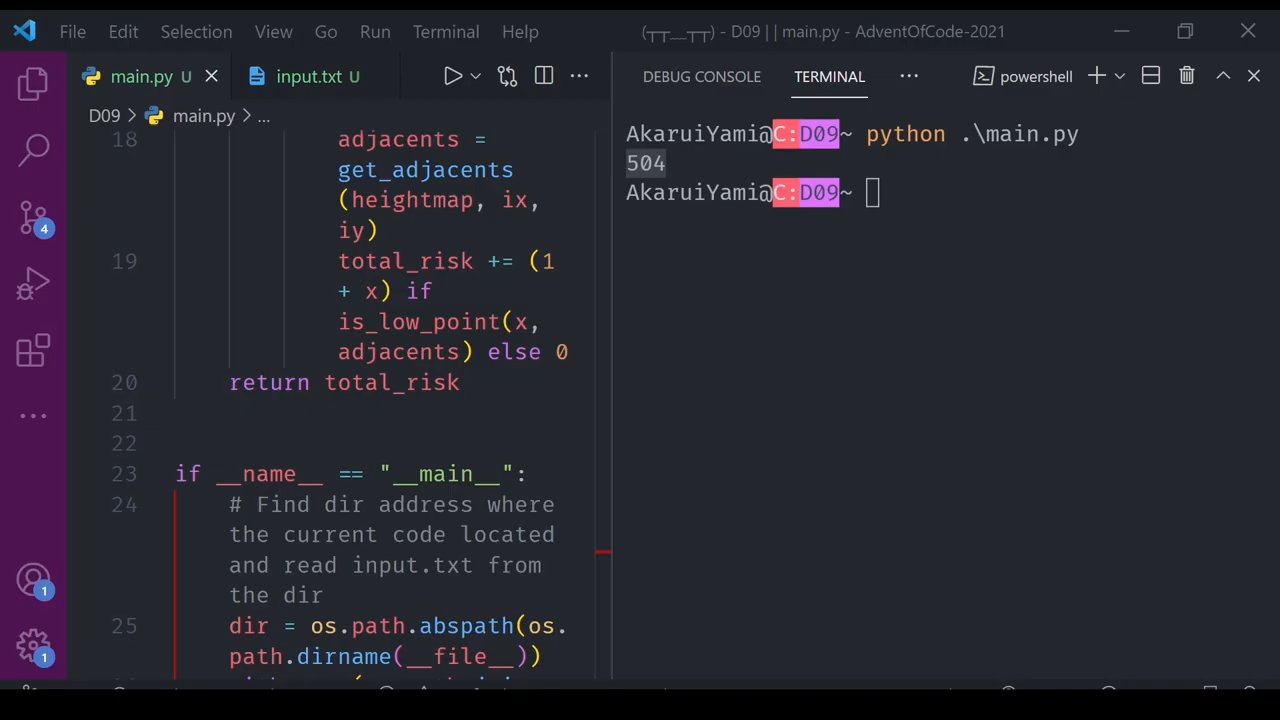 File Edit Selection View Go Run Terminal Help (┬┬__┬┬) - D09 | | main.py - AdventOfCode-2021
main.py U input.txt U
D09 > main.py > ...
18 adjacents =
get_adjacents
(heightmap, ix,
iy)
19 total_risk += (1
+ x) if
is_low_point(x,
adjacents) else 0
20 return total_risk
21
22
23 if __name__ == "__main__":
24 # Find dir address where
the current code located
and read input.txt from
the dir
25 dir = os.path.abspath(os.
path.dirname(__file__))
4
1
1
DEBUG CONSOLE TERMINAL ... powershell
AkaruiYami@C:D09~ python .\main.py
504
AkaruiYami@C:D09~